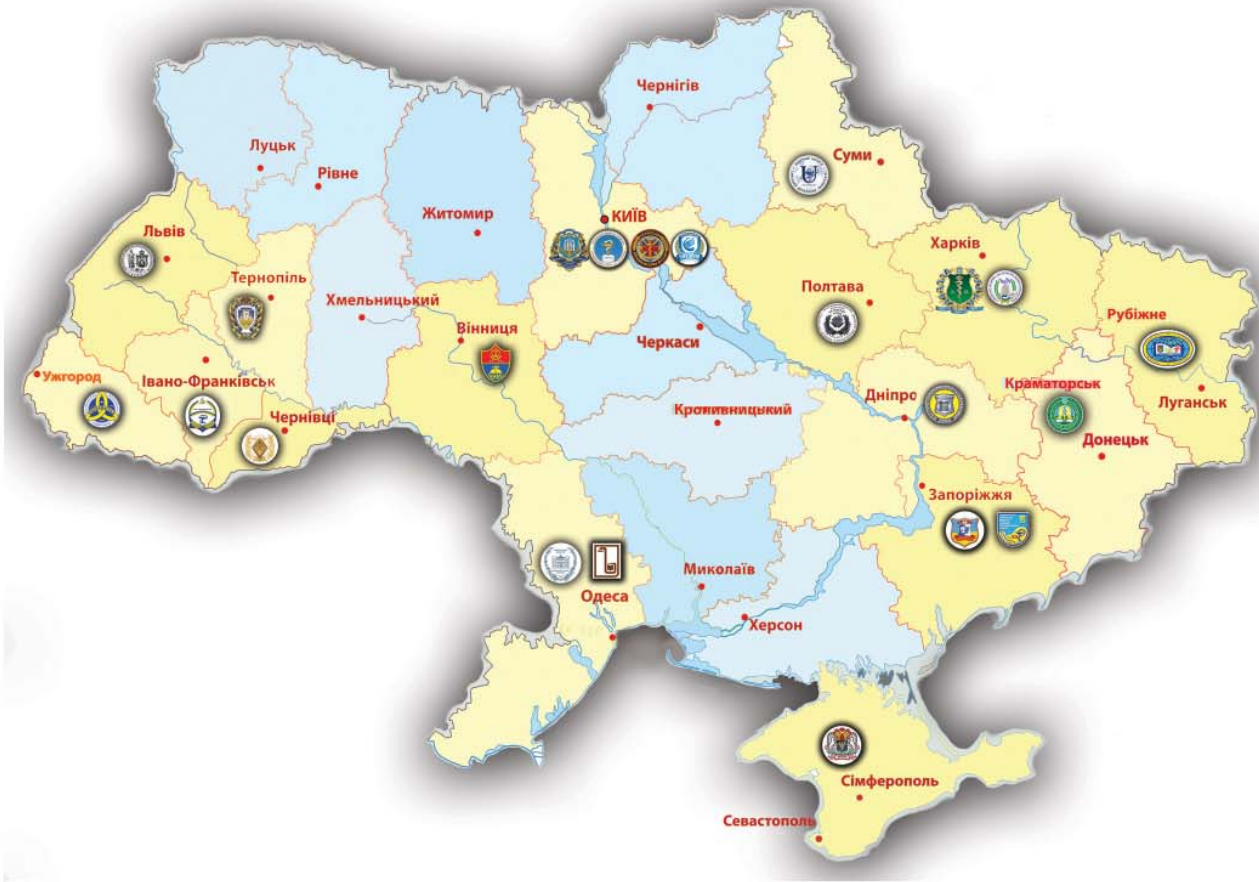 Чернігів
Луцьк
Рівне
Суми
Житомир
КИЇВ
Львів
Харків
Тернопіль
Хмельницький
Полтава
Рубіжне
Вінниця
Черкаси
Ужгород
Івано-Франківськ
Краматорськ
Дніпро
Луганськ
Чернівці
Кропивницький
Донецьк
Запоріжжя
Миколаїв
Одеса
Херсон
Сімферополь
Севастополь